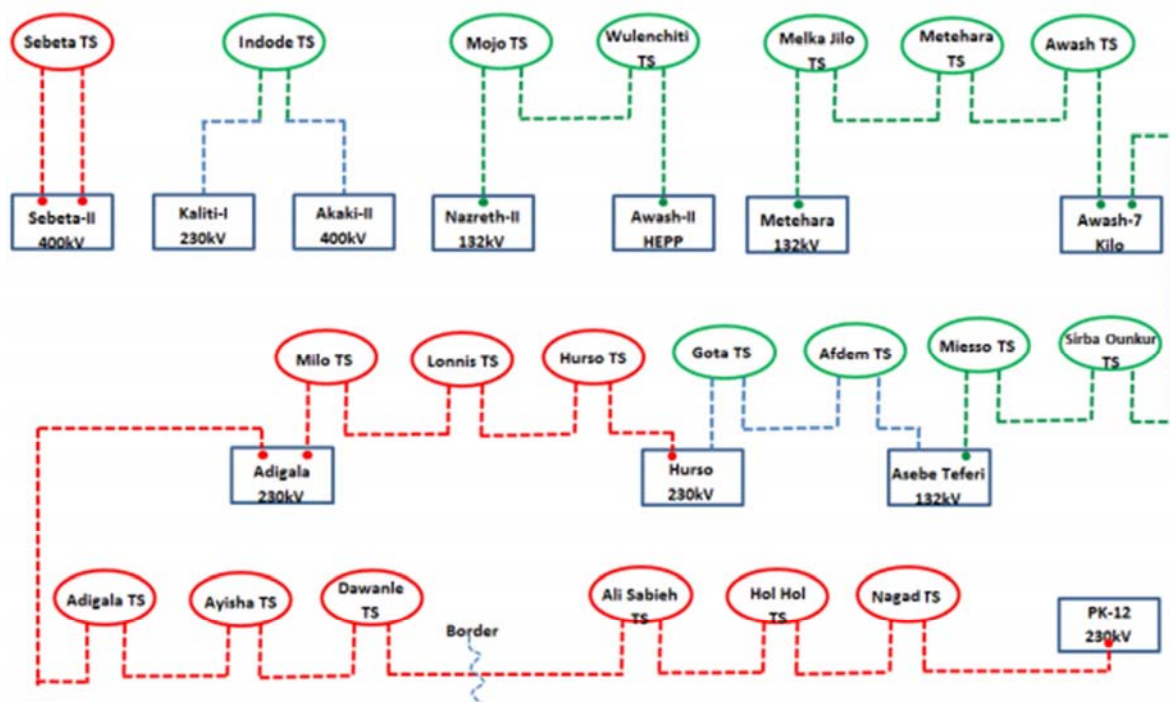 Sebeta TS
Indode TS
Mojo TS
Wulenchiti
TS
Melka Jilo
TS
Metehara
TS
Awash TS
Sebeta-II
400kV
Kaliti-I
230kV
Akaki-II
400kV
Nazreth-II
132kV
Awash-II
HEPP
Metehara
132kV
Awash-7
Kilo
Milo TS
Lonnis TS
Hurso TS
Gota TS
Afdem TS
Miesso TS
Sirba Ounkur
TS
Adigala
230kV
Hurso
230kV
Asebe Teferi
132kV
Adigala TS
Ayisha TS
Dawanle
TS
Border
Ali Sabieh
TS
Hol Hol
TS
Nagad TS
PK-12
230kV